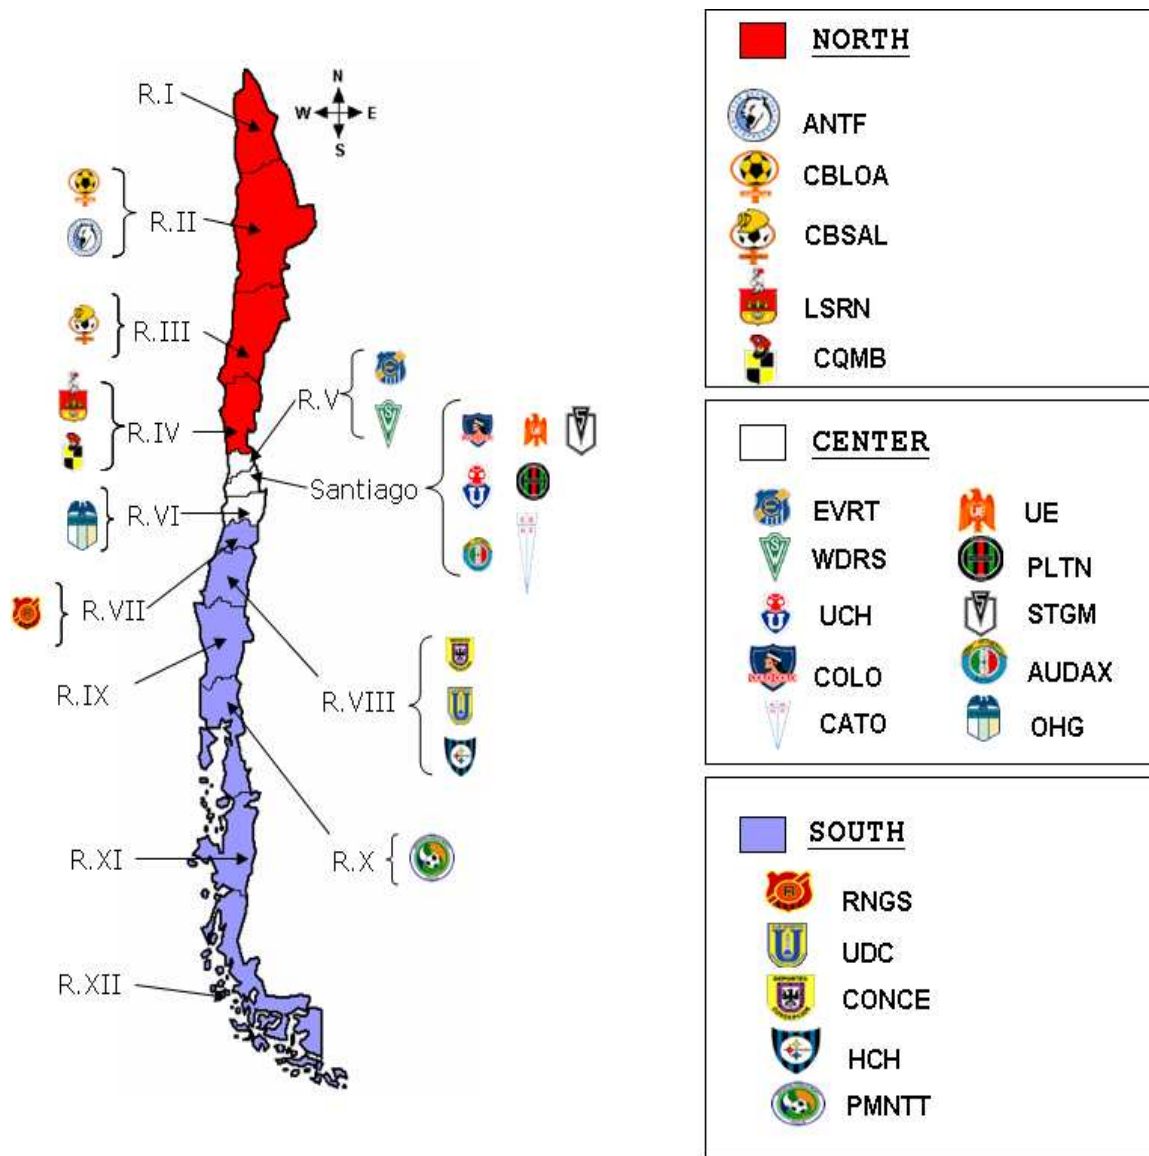 N
W E
S
R.I
R.II
R.III
R.IV
R.V
Santiago
R.VI
R.VII
R.VIII
R.IX
R.X
R.XI
R.XII
NORTH
ANTF
CBLOA
CBSAL
LSRN
CQMB
CENTER
EVRT
WDRS
UCH
COLO
CATO
UE
PLTN
STGM
AUDAX
OHG
SOUTH
RNGS
UDC
CONCE
HCH
PMNTT